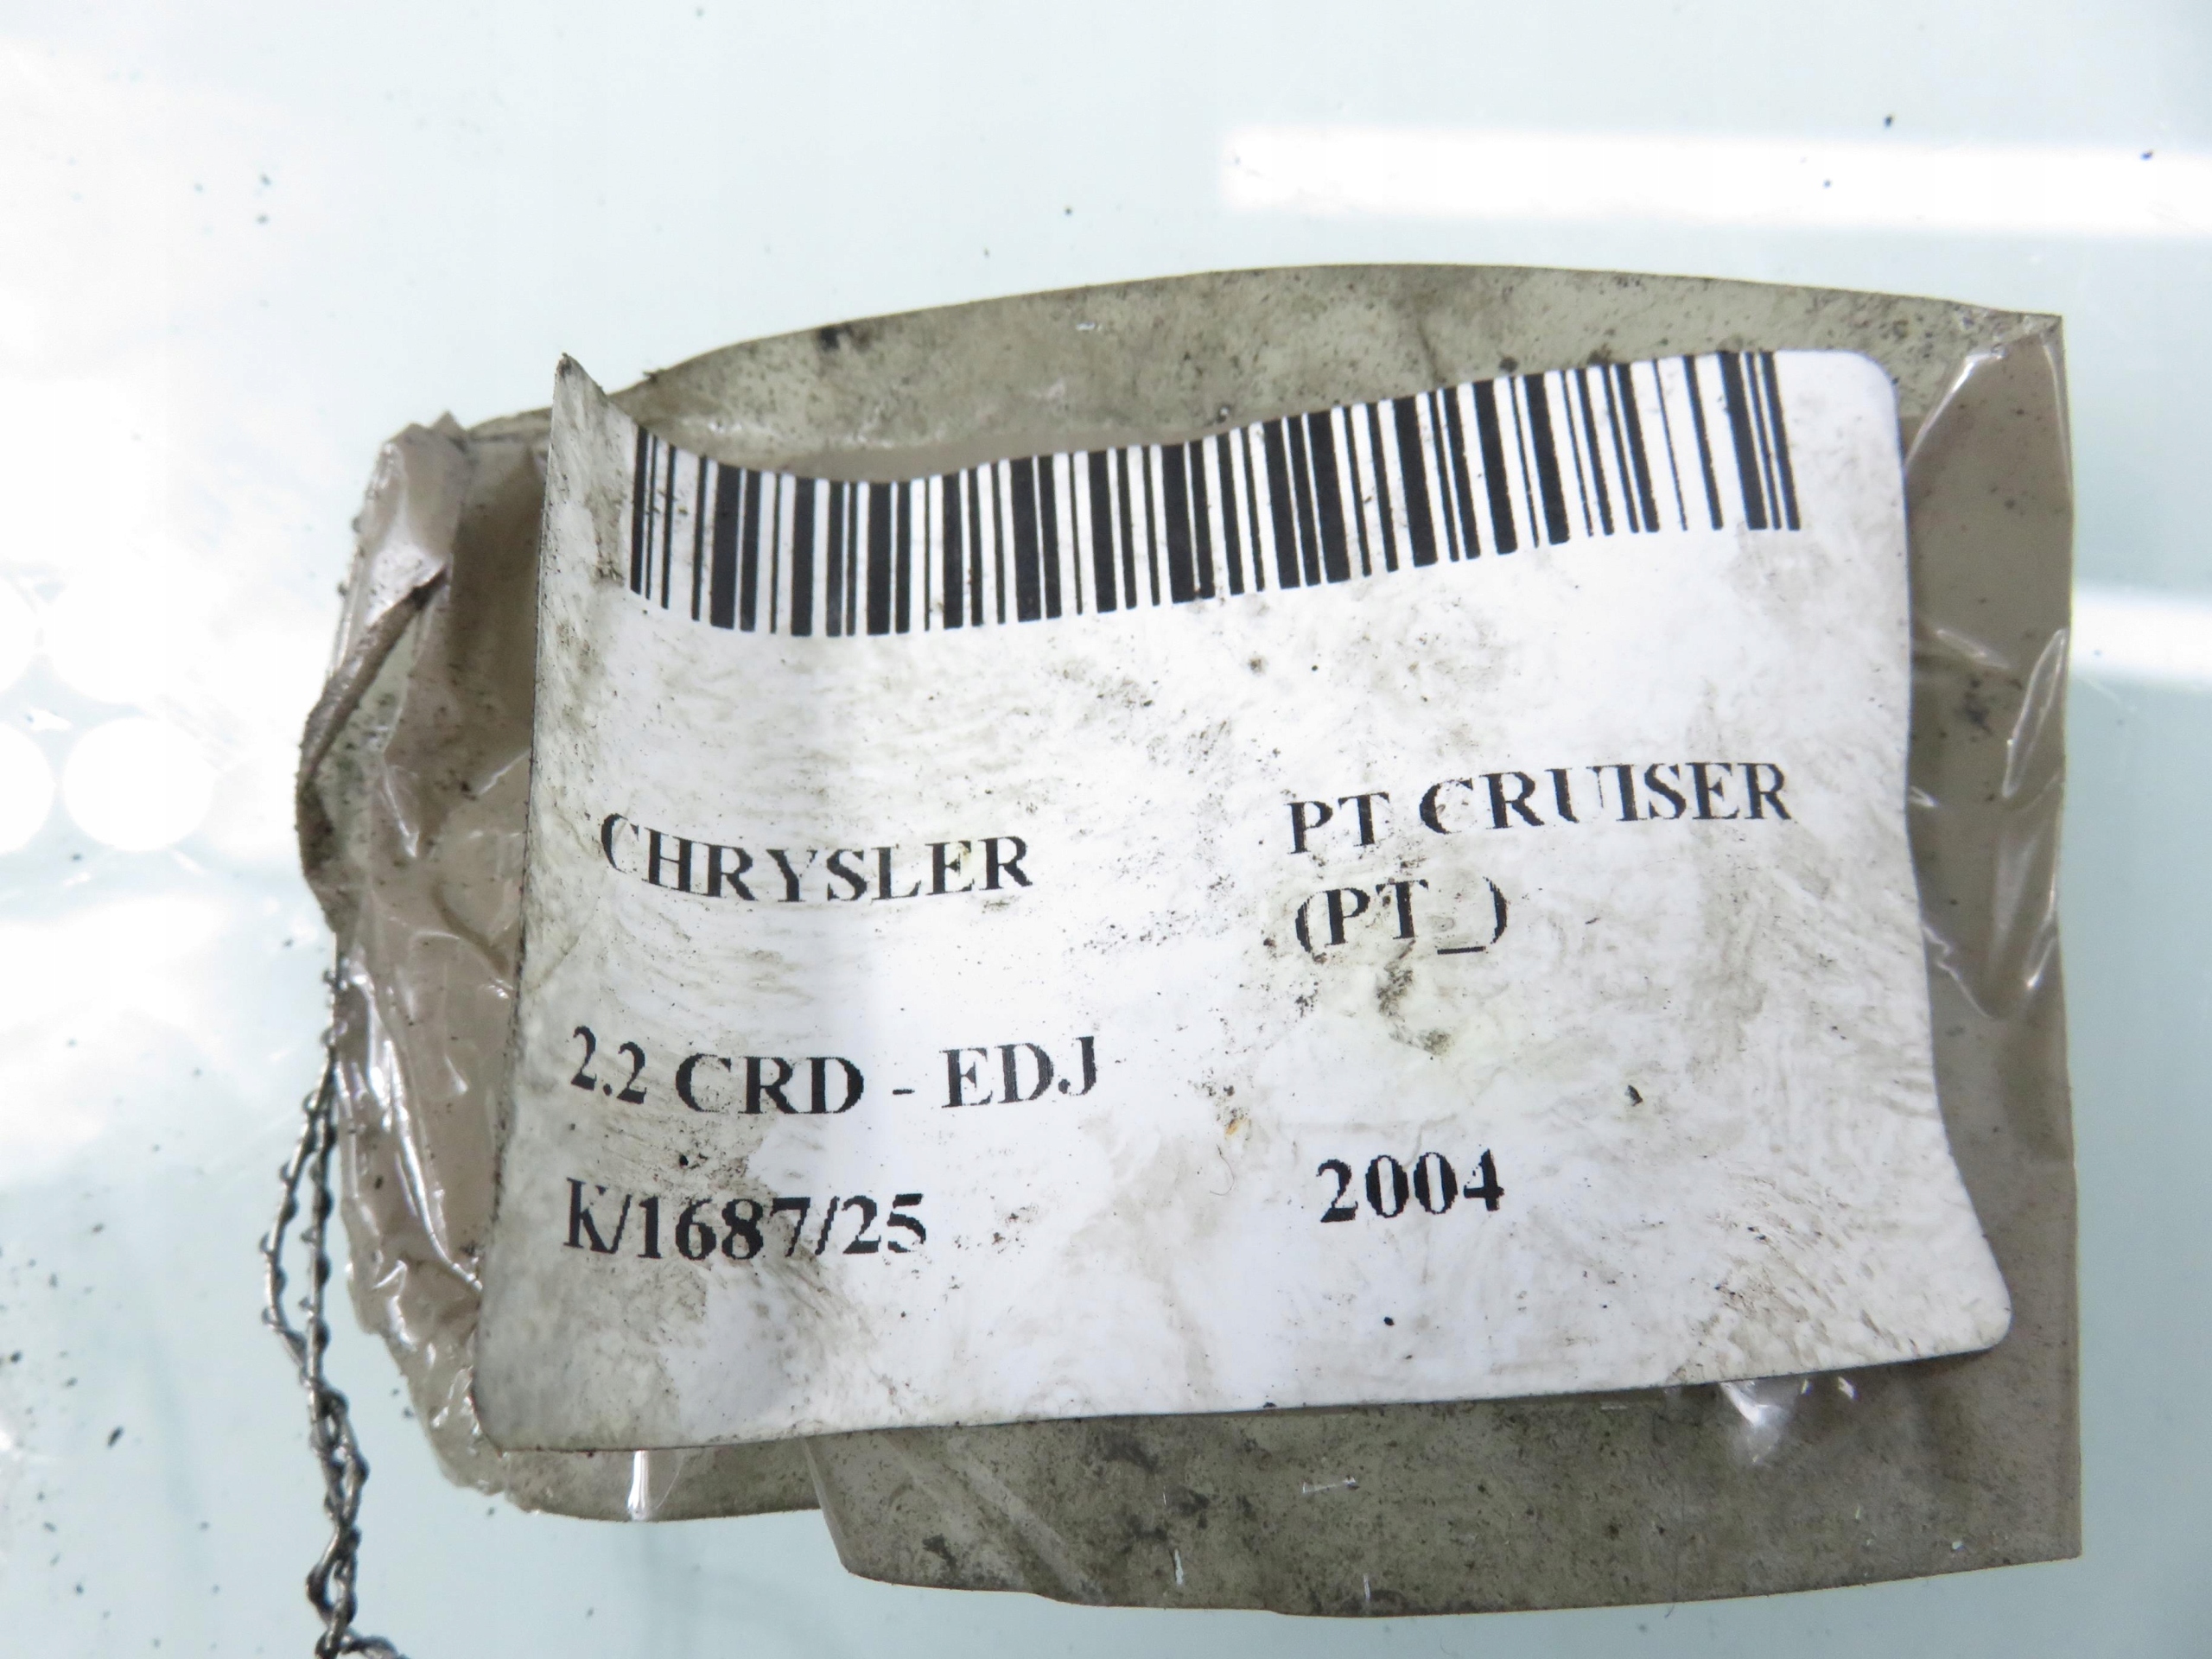 CHRYSLER
PT CRUISER
(PT_)
2.2 CRD - EDJ
K/1687/25
2004